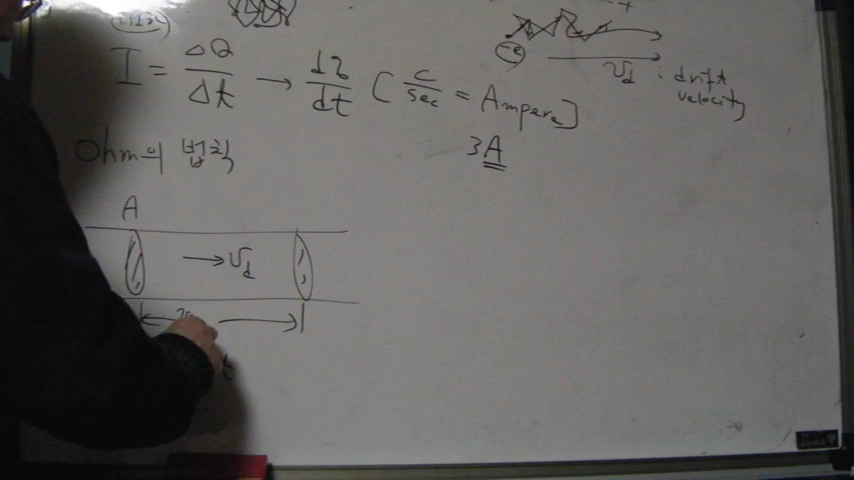 I = ΔQ/Δt → dq/dt [C/sec = Ampere]
-e
v_d : drift
velocity
Ohm의 법칙
3A
A
→ v_d
t